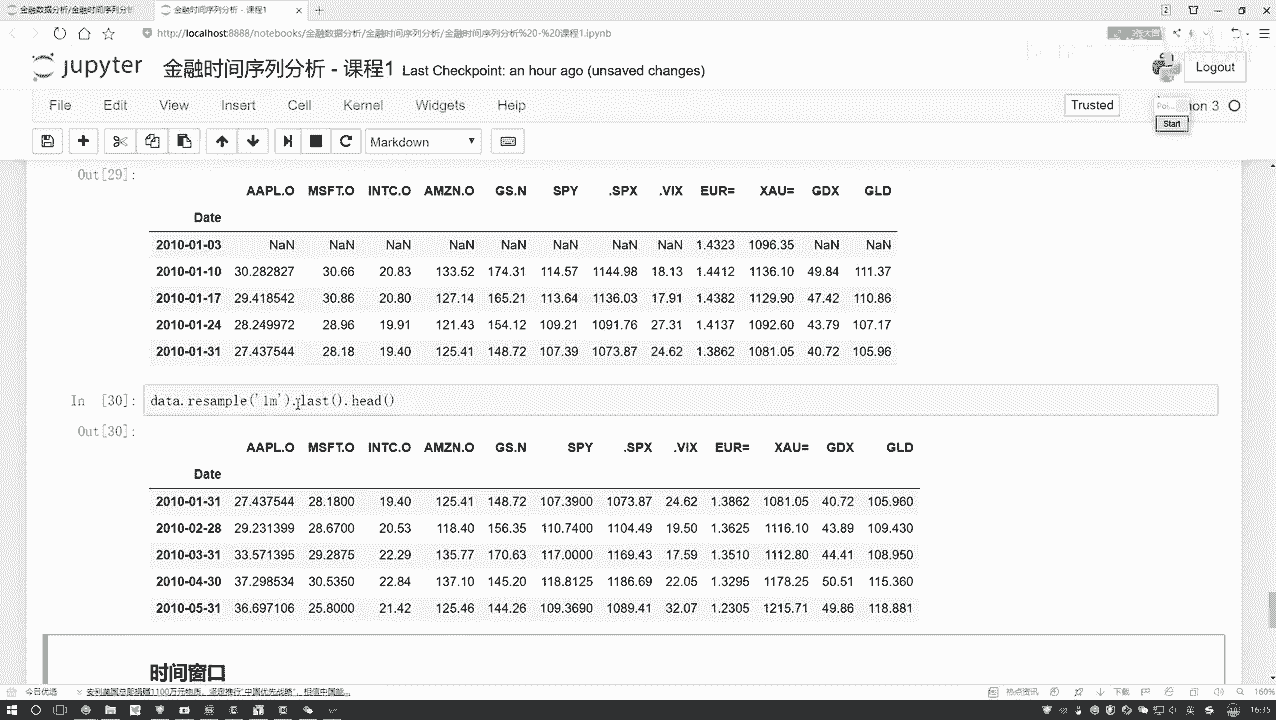 金融数据分析/金融时间序列分 金融时间序列分析 - 课程1
http://localhost:8888/notebooks/金融数据分析/金融时间序列分析/金融时间序列分析%20-%20课程1.ipynb
jupyter 金融时间序列分析 - 课程1 Last Checkpoint: an hour ago (unsaved changes) Logout
File Edit View Insert Cell Kernel Widgets Help Trusted
Start
Markdown
Out[29]:
AAPL.O MSFT.O INTC.O AMZN.O GS.N SPY .SPX .VIX EUR= XAU= GDX GLD
Date
2010-01-03 NaN NaN NaN NaN NaN NaN NaN NaN 1.4323 1096.35 NaN NaN
2010-01-10 30.282827 30.66 20.83 133.52 174.31 114.57 1144.98 18.13 1.4412 1136.10 49.84 111.37
2010-01-17 29.418542 30.86 20.80 127.14 165.21 113.64 1136.03 17.91 1.4382 1129.90 47.42 110.86
2010-01-24 28.249972 28.96 19.91 121.43 154.12 109.21 1091.76 27.31 1.4137 1092.60 43.79 107.17
2010-01-31 27.437544 28.18 19.40 125.41 148.72 107.39 1073.87 24.62 1.3862 1081.05 40.72 105.96
In [30]: data.resample('1m').last().head()
Out[30]:
AAPL.O MSFT.O INTC.O AMZN.O GS.N SPY .SPX .VIX EUR= XAU= GDX GLD
Date
2010-01-31 27.437544 28.1800 19.40 125.41 148.72 107.3900 1073.87 24.62 1.3862 1081.05 40.72 105.960
2010-02-28 29.231399 28.6700 20.53 118.40 156.35 110.7400 1104.49 19.50 1.3625 1116.10 43.89 109.430
2010-03-31 33.571395 29.2875 22.29 135.77 170.63 117.0000 1169.43 17.59 1.3510 1112.80 44.41 108.950
2010-04-30 37.298534 30.5350 22.84 137.10 145.20 118.8125 1186.69 22.05 1.3295 1178.25 50.51 115.360
2010-05-31 36.697106 25.8000 21.42 125.46 144.26 109.3690 1089.41 32.07 1.2305 1215.71 49.86 118.881
时间窗口
今日优选 热点资讯 下载 160%
16:35